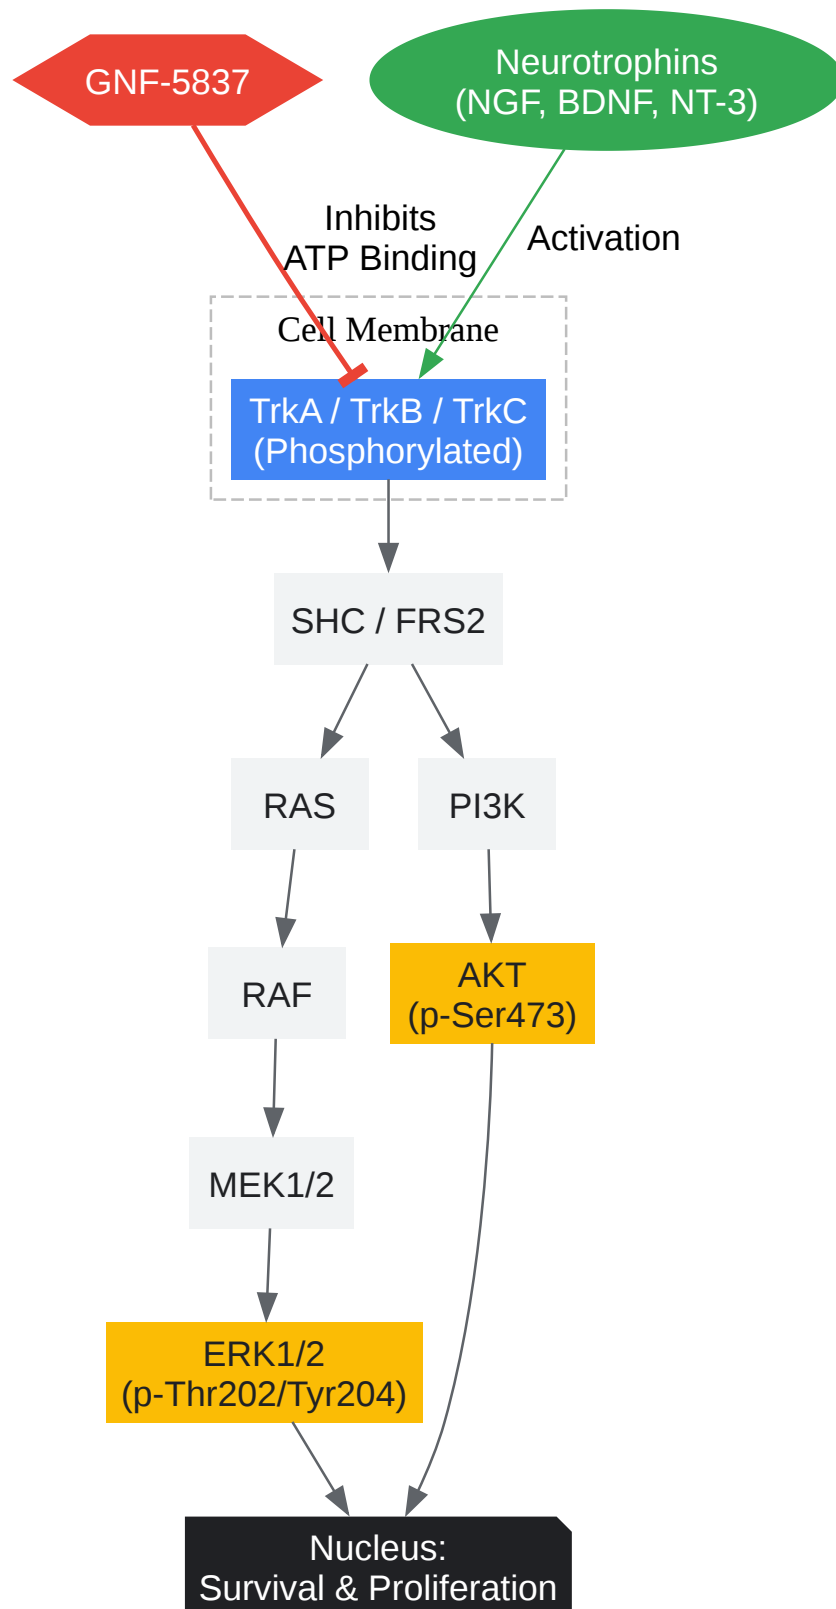 GNF-5837
Neurotrophins
(NGF, BDNF, NT-3)
Inhibits
ATP Binding
Activation
Cell Membrane
TrkA / TrkB / TrkC
(Phosphorylated)
SHC / FRS2
RAS
PI3K
RAF
AKT
(p-Ser473)
MEK1/2
ERK1/2
(p-Thr202/Tyr204)
Nucleus:
Survival & Proliferation